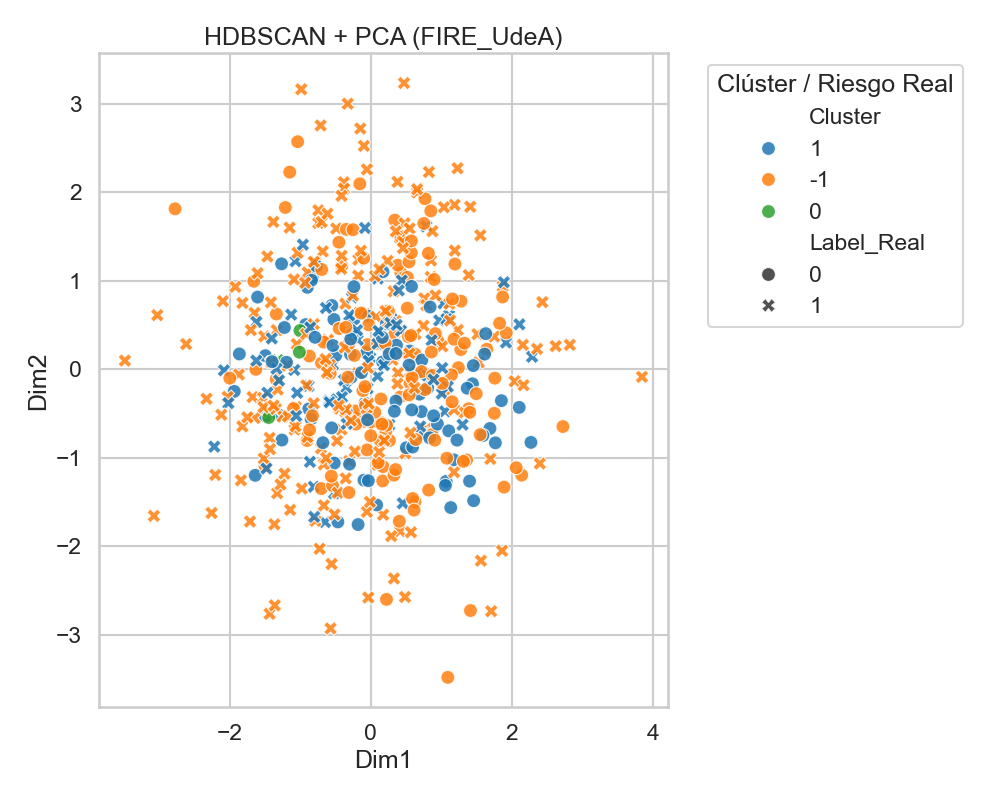 HDBSCAN + PCA (FIRE_UdeA)
Clúster / Riesgo Real
Cluster
1
-1
0
Label_Real
0
1
3
2
1
0
−1
−2
−3
Dim2
−2
0
2
4
Dim1